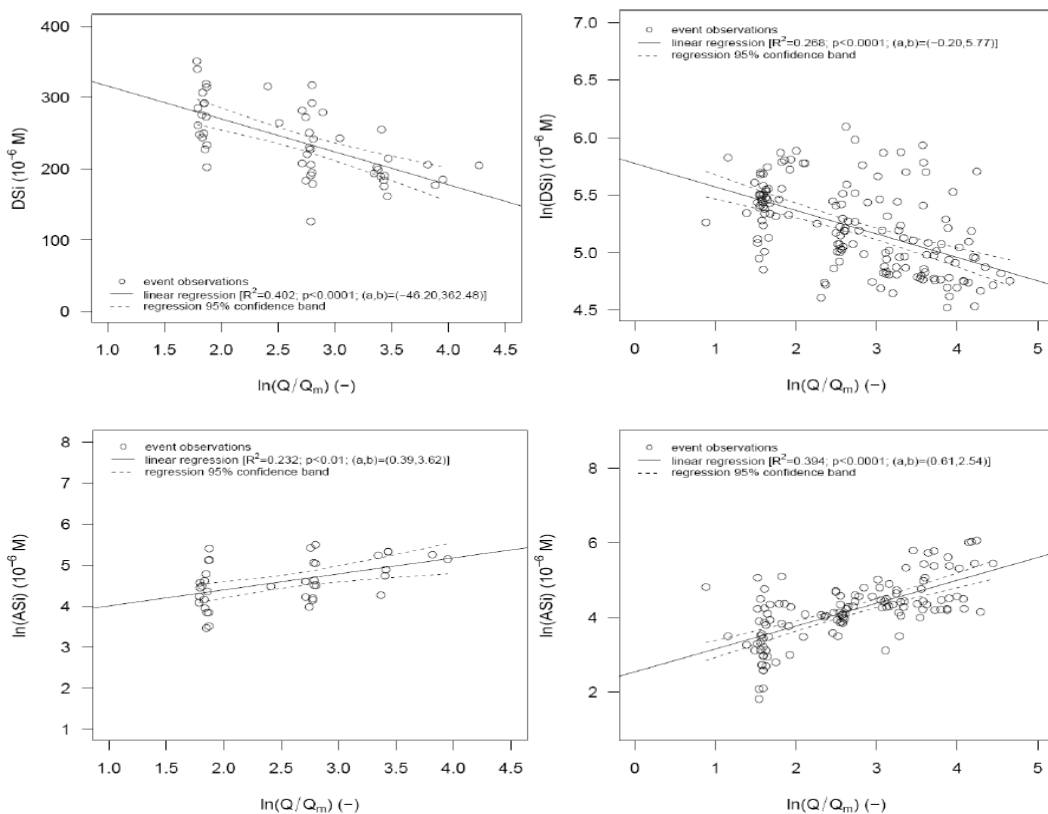 400
300
200
100
0
DSi (10⁻⁶ M)
event observations
linear regression [R²=0.402; p<0.0001; (a,b)=(−46.20,362.48)]
regression 95% confidence band
1.0 1.5 2.0 2.5 3.0 3.5 4.0 4.5
ln(Q/Qₘ) (−)
7.0
6.5
6.0
5.5
5.0
4.5
ln(DSi) (10⁻⁶ M)
event observations
linear regression [R²=0.268; p<0.0001; (a,b)=(−0.20,5.77)]
regression 95% confidence band
0 1 2 3 4 5
ln(Q/Qₘ) (−)
8
7
6
5
4
3
2
1
ln(ASi) (10⁻⁶ M)
event observations
linear regression [R²=0.232; p<0.01; (a,b)=(0.39,3.62)]
regression 95% confidence band
1.0 1.5 2.0 2.5 3.0 3.5 4.0 4.5
ln(Q/Qₘ) (−)
8
6
4
2
ln(ASi) (10⁻⁶ M)
event observations
linear regression [R²=0.394; p<0.0001; (a,b)=(0.61,2.54)]
regression 95% confidence band
0 1 2 3 4 5
ln(Q/Qₘ) (−)